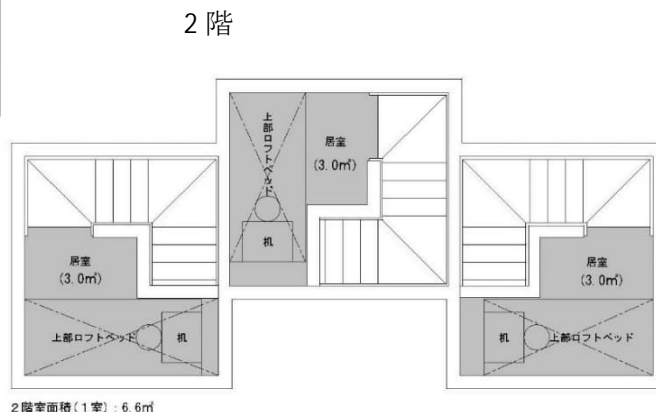 2階
上部ロフトベッド
居室
(3.0㎡)
机
居室
(3.0㎡)
上部ロフトベッド
机
居室
(3.0㎡)
机
上部ロフトベッド
2階室面積(1室):6.6㎡